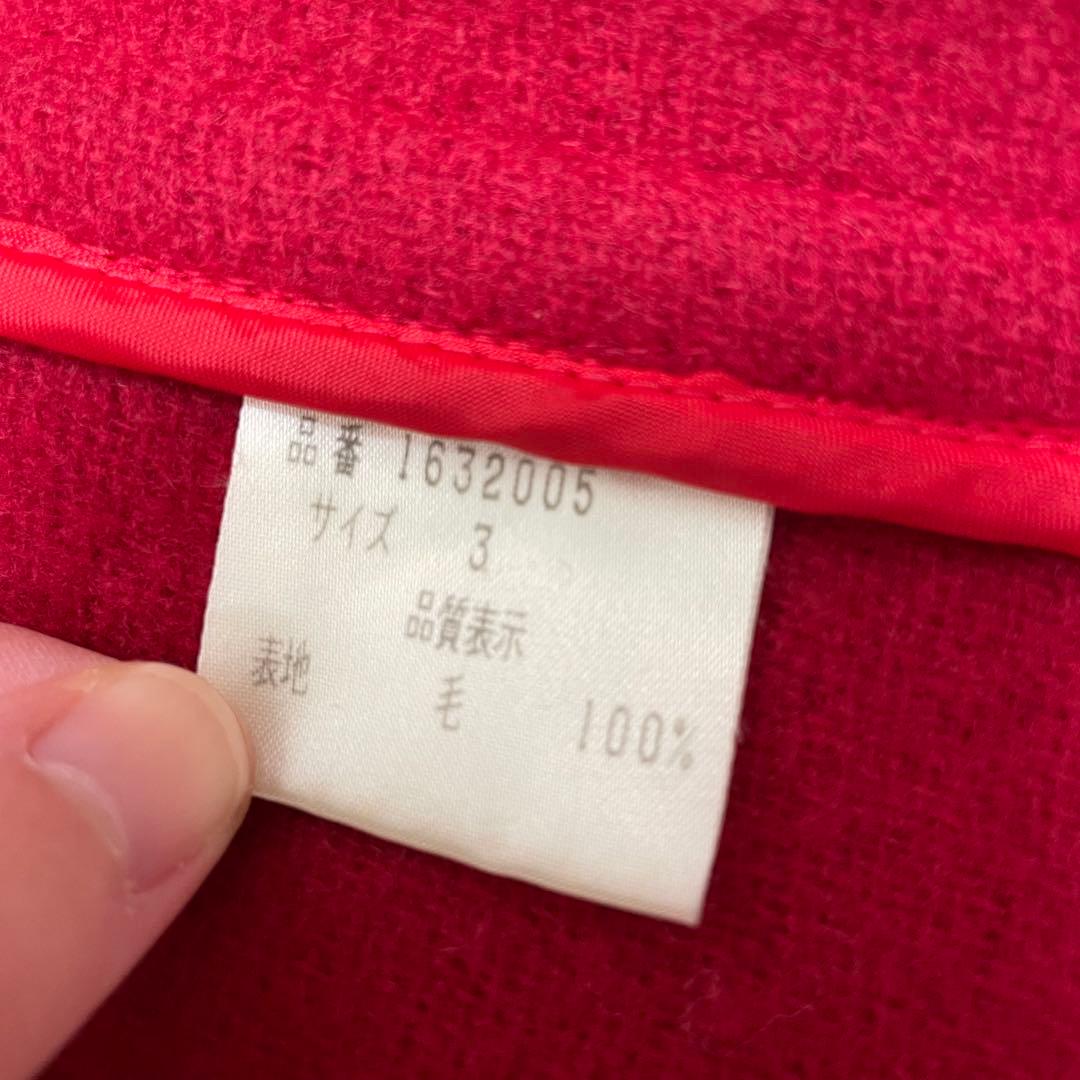 品番 1632005
サイズ 3
品質表示
表地 毛 100%